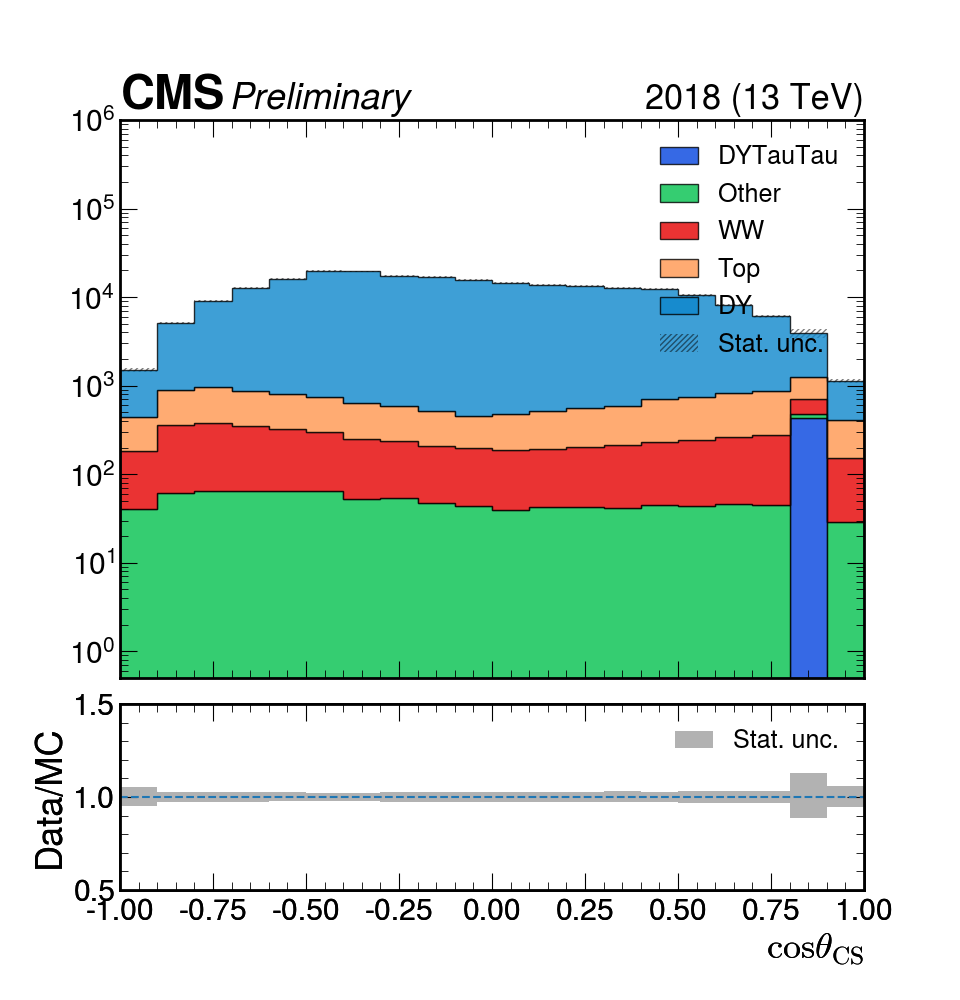 CMS Preliminary 2018 (13 TeV)
10^6
10^5
10^4
10^3
10^2
10^1
10^0
DYTauTau
Other
WW
Top
DY
Stat. unc.
1.5
1.0
0.5
Data/MC
Stat. unc.
-1.00 -0.75 -0.50 -0.25 0.00 0.25 0.50 0.75 1.00
cosθ_CS